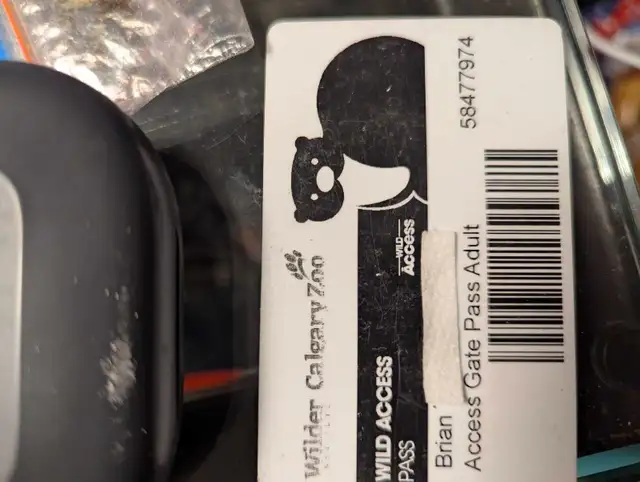 Wilder Calgary Zoo
WILD
Access
WILD ACCESS
PASS
Brian
Access Gate Pass Adult
58477974